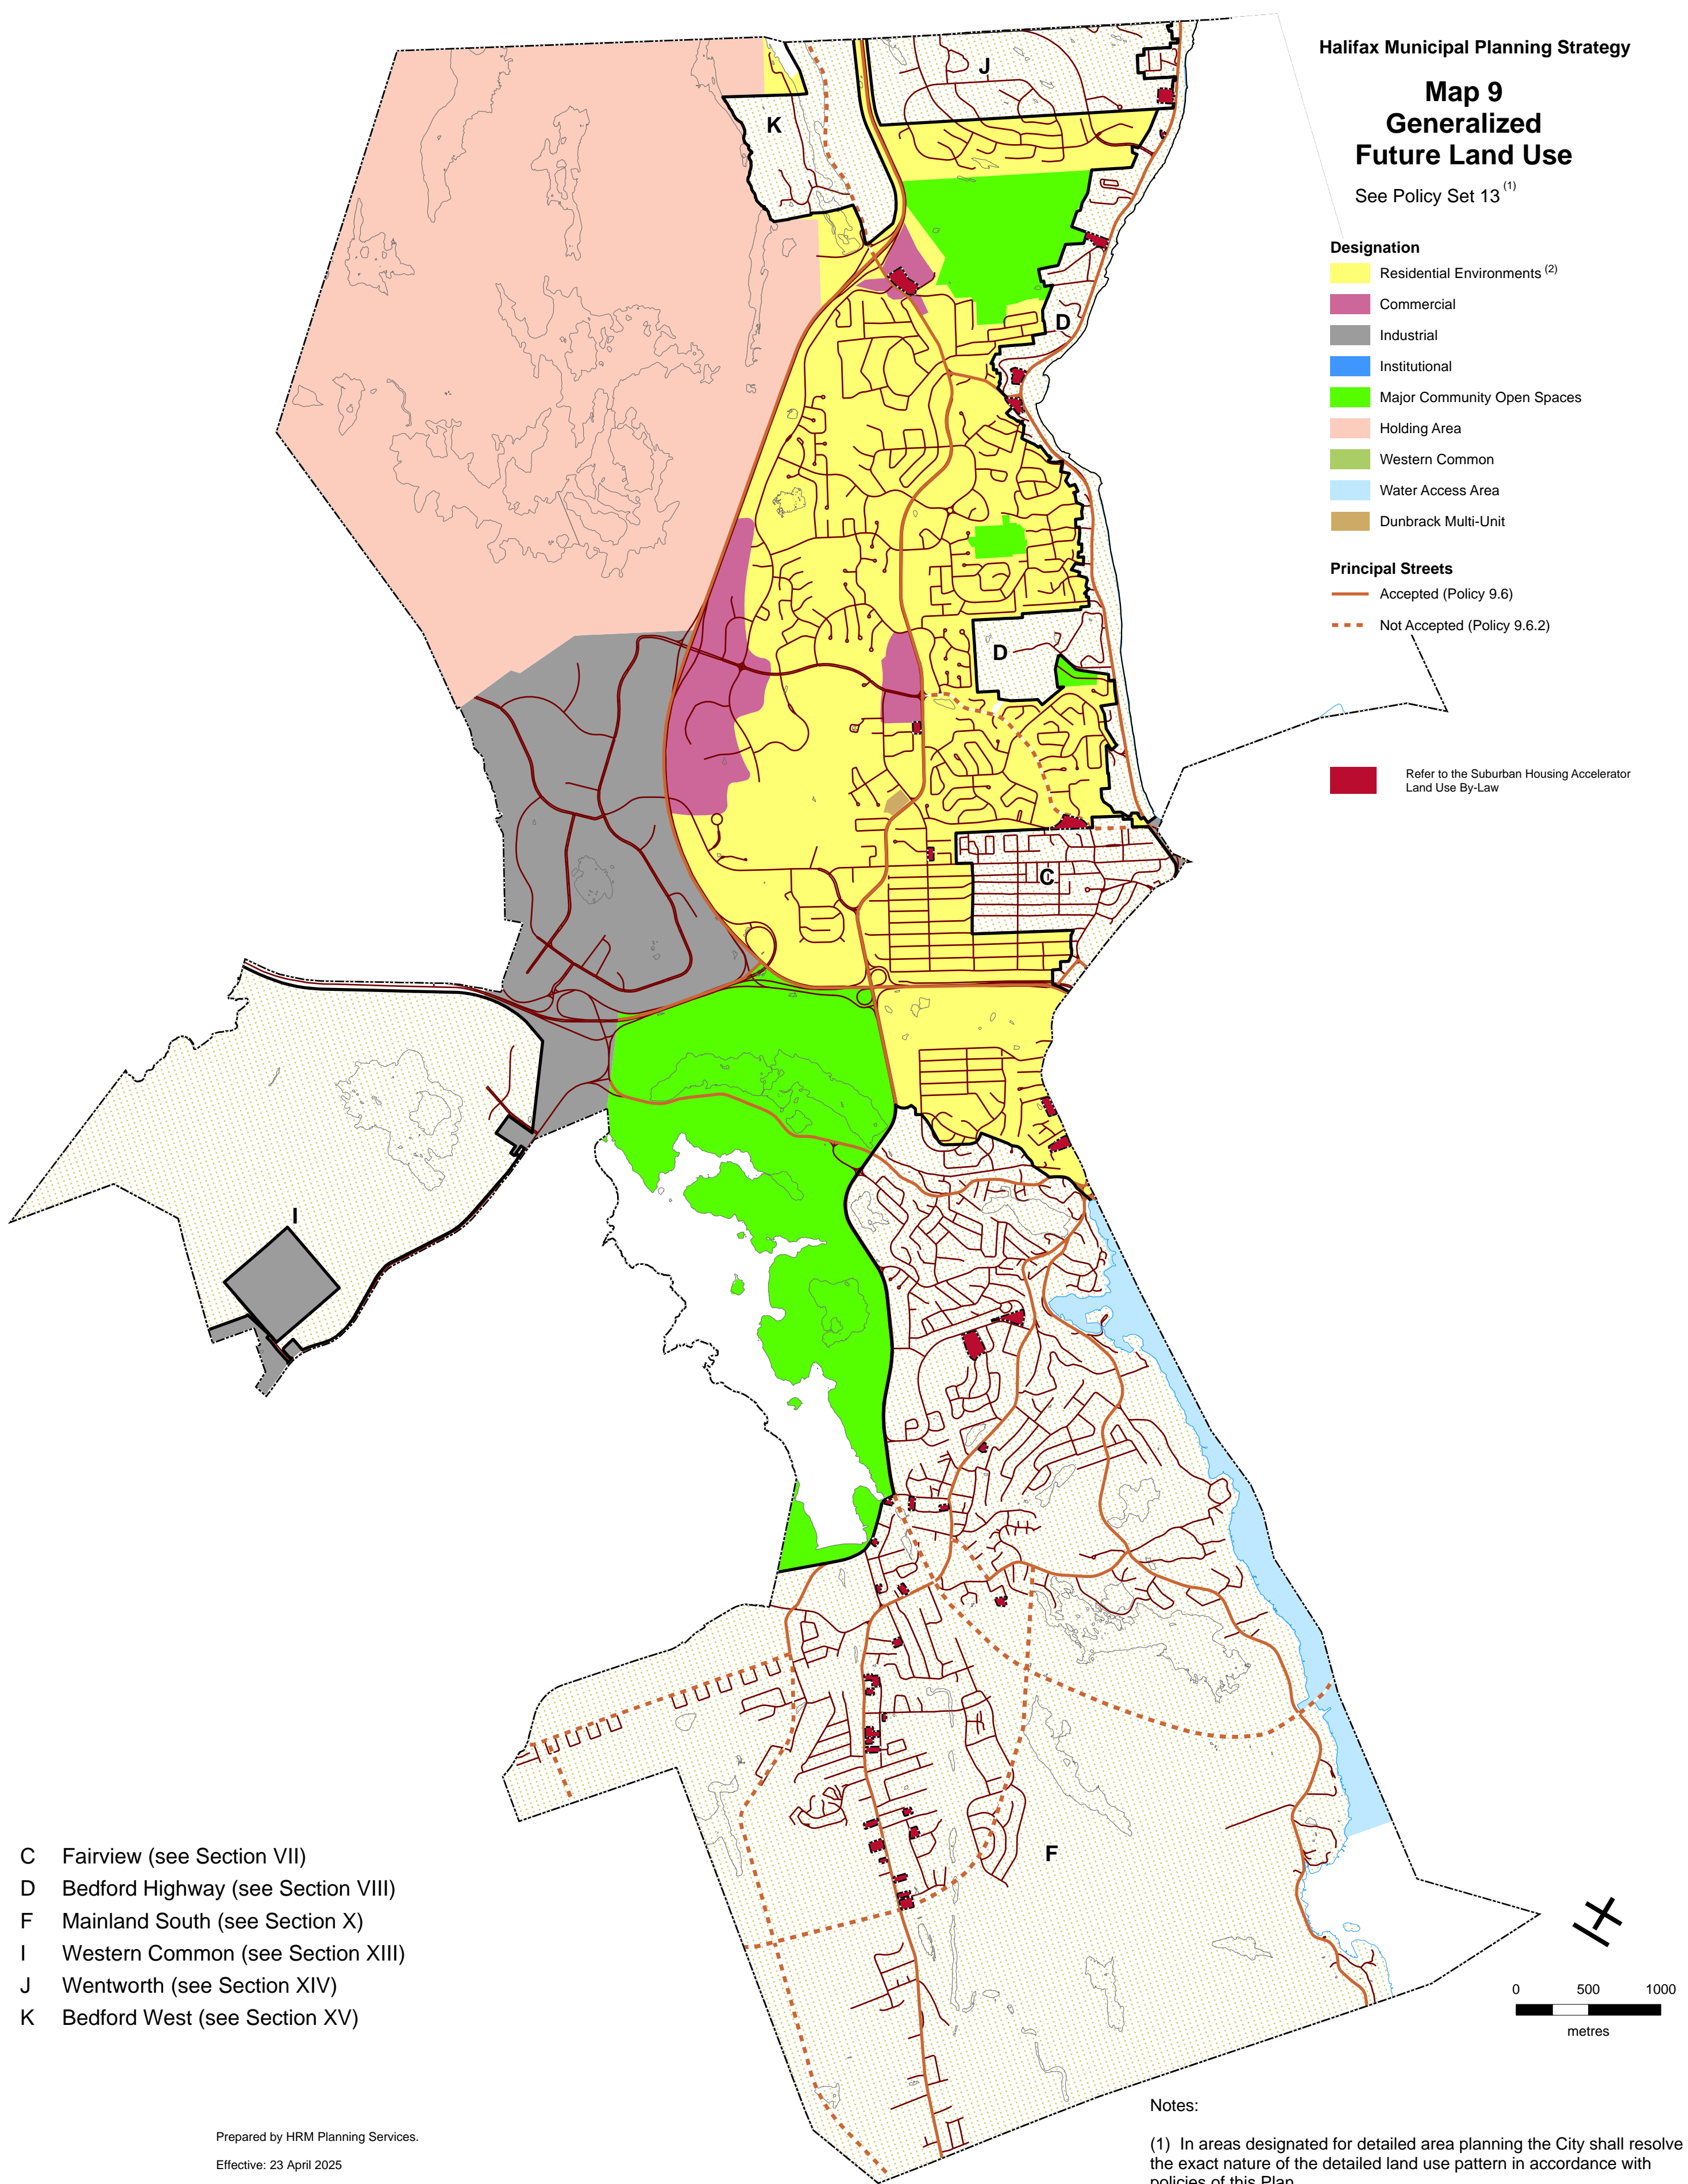 Halifax Municipal Planning Strategy
Map 9
Generalized
Future Land Use
See Policy Set 13 (1)
Designation
Residential Environments (2)
Commercial
Industrial
Institutional
Major Community Open Spaces
Holding Area
Western Common
Water Access Area
Dunbrack Multi-Unit
Principal Streets
Accepted (Policy 9.6)
Not Accepted (Policy 9.6.2)
Refer to the Suburban Housing Accelerator
Land Use By-Law
J
K
D
D
C
I
F
C Fairview (see Section VII)
D Bedford Highway (see Section VIII)
F Mainland South (see Section X)
I Western Common (see Section XIII)
J Wentworth (see Section XIV)
K Bedford West (see Section XV)
0 500 1000
metres
Prepared by HRM Planning Services.
Effective: 23 April 2025
Notes:
(1) In areas designated for detailed area planning the City shall resolve
the exact nature of the detailed land use pattern in accordance with
policies of this Plan